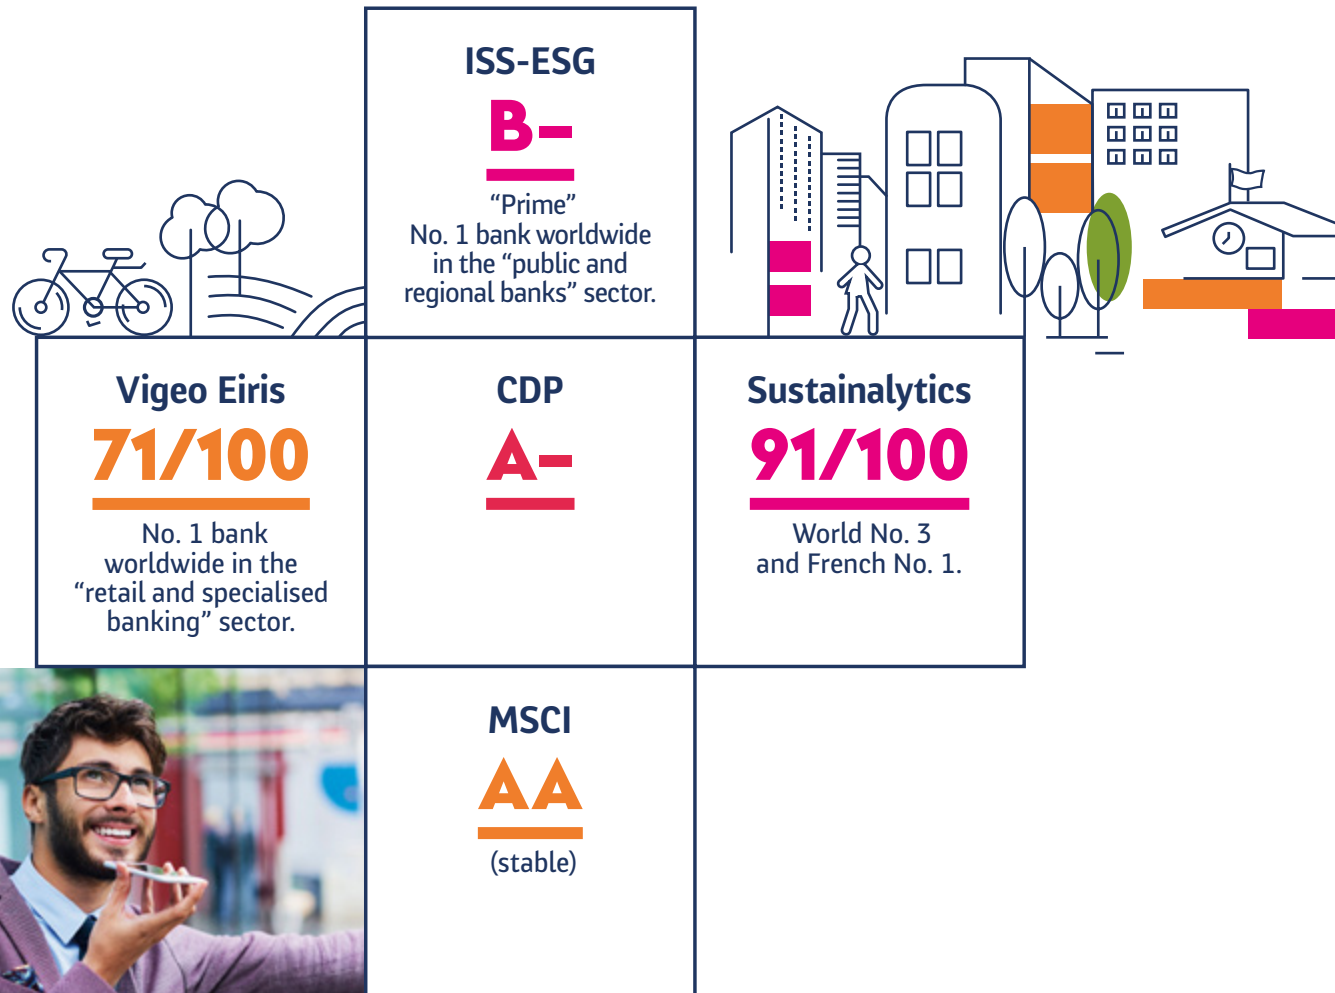 ISS-ESG
B–
“Prime”
No. 1 bank worldwide
in the “public and
regional banks” sector.
Vigeo Eiris
71/100
No. 1 bank
worldwide in the
“retail and specialised
banking” sector.
CDP
A–
Sustainalytics
91/100
World No. 3
and French No. 1.
MSCI
AA
(stable)